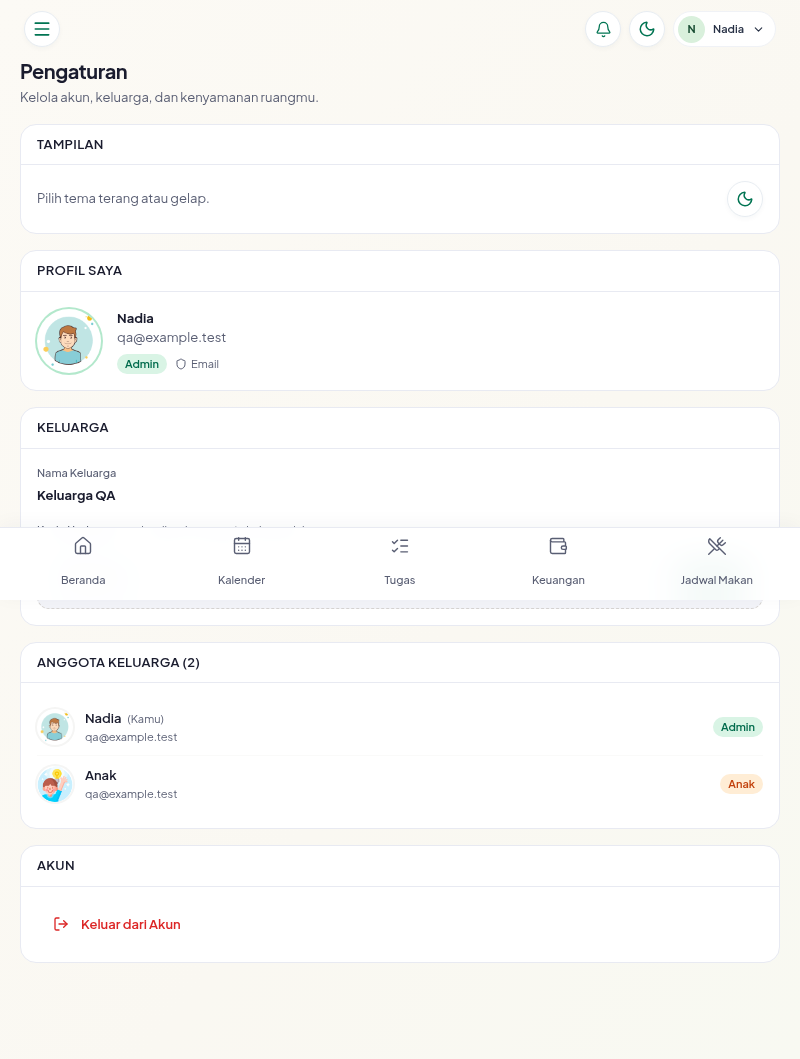 N Nadia
Pengaturan
Kelola akun, keluarga, dan kenyamanan ruangmu.
TAMPILAN
Pilih tema terang atau gelap.
PROFIL SAYA
Nadia
qa@example.test
Admin Email
KELUARGA
Nama Keluarga
Keluarga QA
Beranda Kalender Tugas Keuangan Jadwal Makan
ANGGOTA KELUARGA (2)
Nadia (Kamu)
qa@example.test
Admin
Anak
qa@example.test
Anak
AKUN
Keluar dari Akun